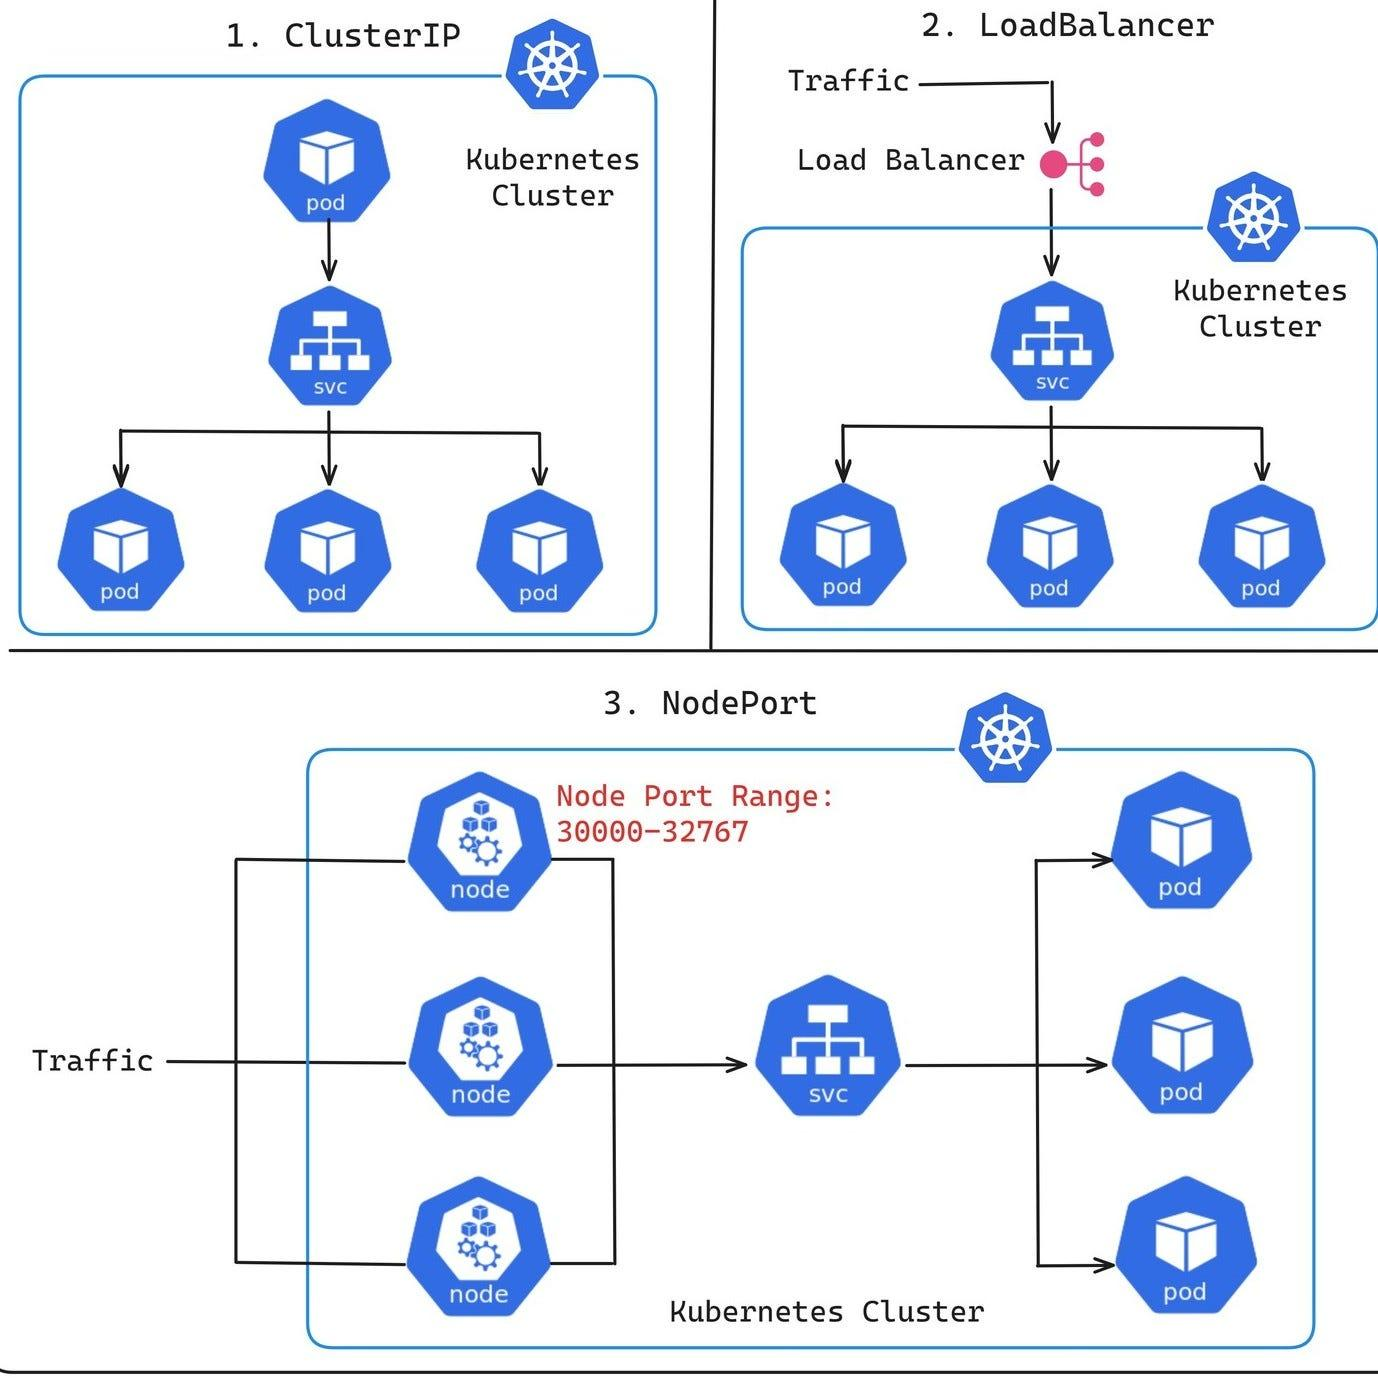 1. ClusterIP
Kubernetes
Cluster
pod
svc
pod
pod
pod
2. LoadBalancer
Traffic
Load Balancer
Kubernetes
Cluster
svc
pod
pod
pod
3. NodePort
Node Port Range:
30000-32767
node
pod
Traffic
node
svc
pod
node
pod
Kubernetes Cluster